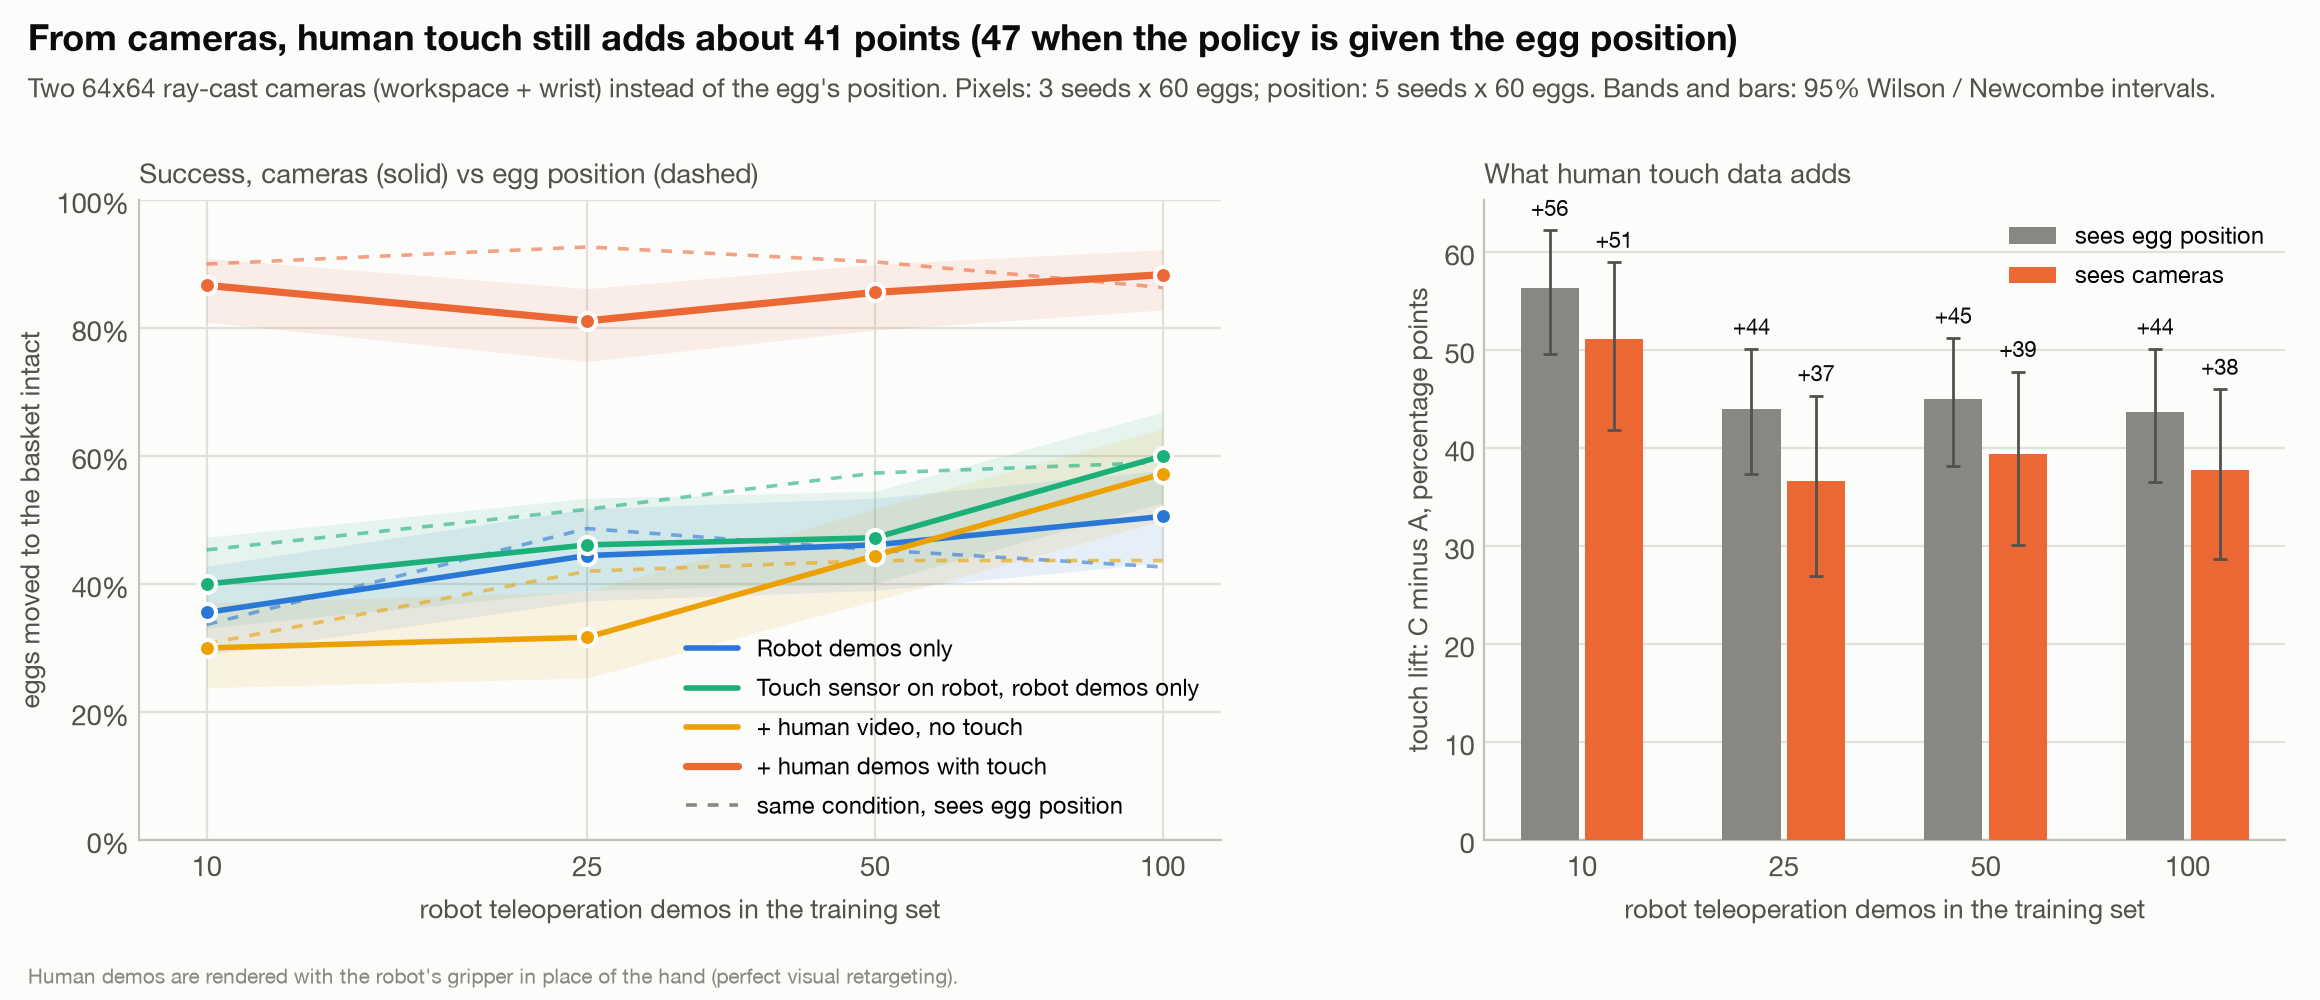 From cameras, human touch still adds about 41 points (47 when the policy is given the egg position)
Two 64x64 ray-cast cameras (workspace + wrist) instead of the egg's position. Pixels: 3 seeds x 60 eggs; position: 5 seeds x 60 eggs. Bands and bars: 95% Wilson / Newcombe intervals.
Success, cameras (solid) vs egg position (dashed)
100%
80%
60%
40%
20%
0%
eggs moved to the basket intact
10
25
50
100
robot teleoperation demos in the training set
Robot demos only
Touch sensor on robot, robot demos only
+ human video, no touch
+ human demos with touch
same condition, sees egg position
What human touch data adds
sees egg position
sees cameras
+56
+51
+44
+37
+45
+39
+44
+38
60
50
40
30
20
10
0
touch lift: C minus A, percentage points
10
25
50
100
robot teleoperation demos in the training set
Human demos are rendered with the robot's gripper in place of the hand (perfect visual retargeting).